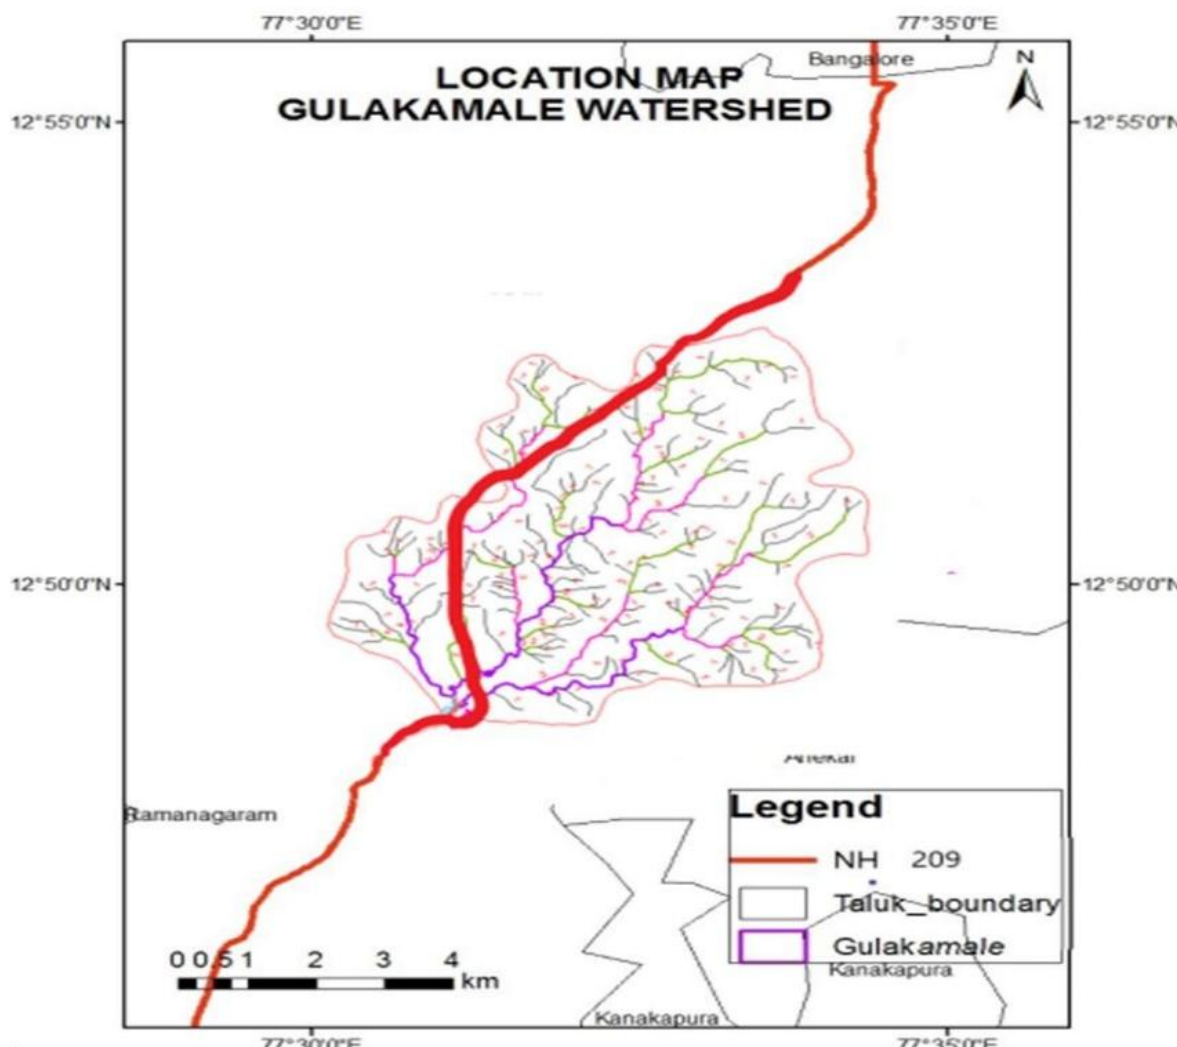 77°30'0"E
77°35'0"E
Bangalore
N
LOCATION MAP
GULAKAMALE WATERSHED
12°55'0"N
12°55'0"N
12°50'0"N
12°50'0"N
Anekal
Ramanagaram
Legend
NH 209
Taluk_boundary
Gulakamale
Kanakapura
0 0.5 1 2 3 4
km
Kanakapura
77°30'0"E
77°35'0"E